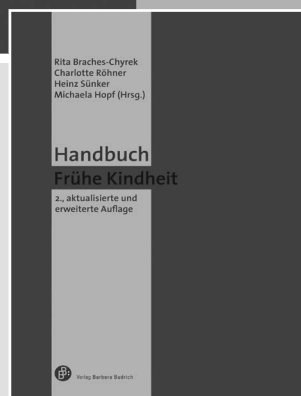 Rita Braches-Chyrek
Charlotte Röhner
Heinz Sünker
Michaela Hopf (Hrsg.)
Handbuch
Frühe Kindheit
2., aktualisierte und
erweiterte Auflage
Verlag Barbara Budrich